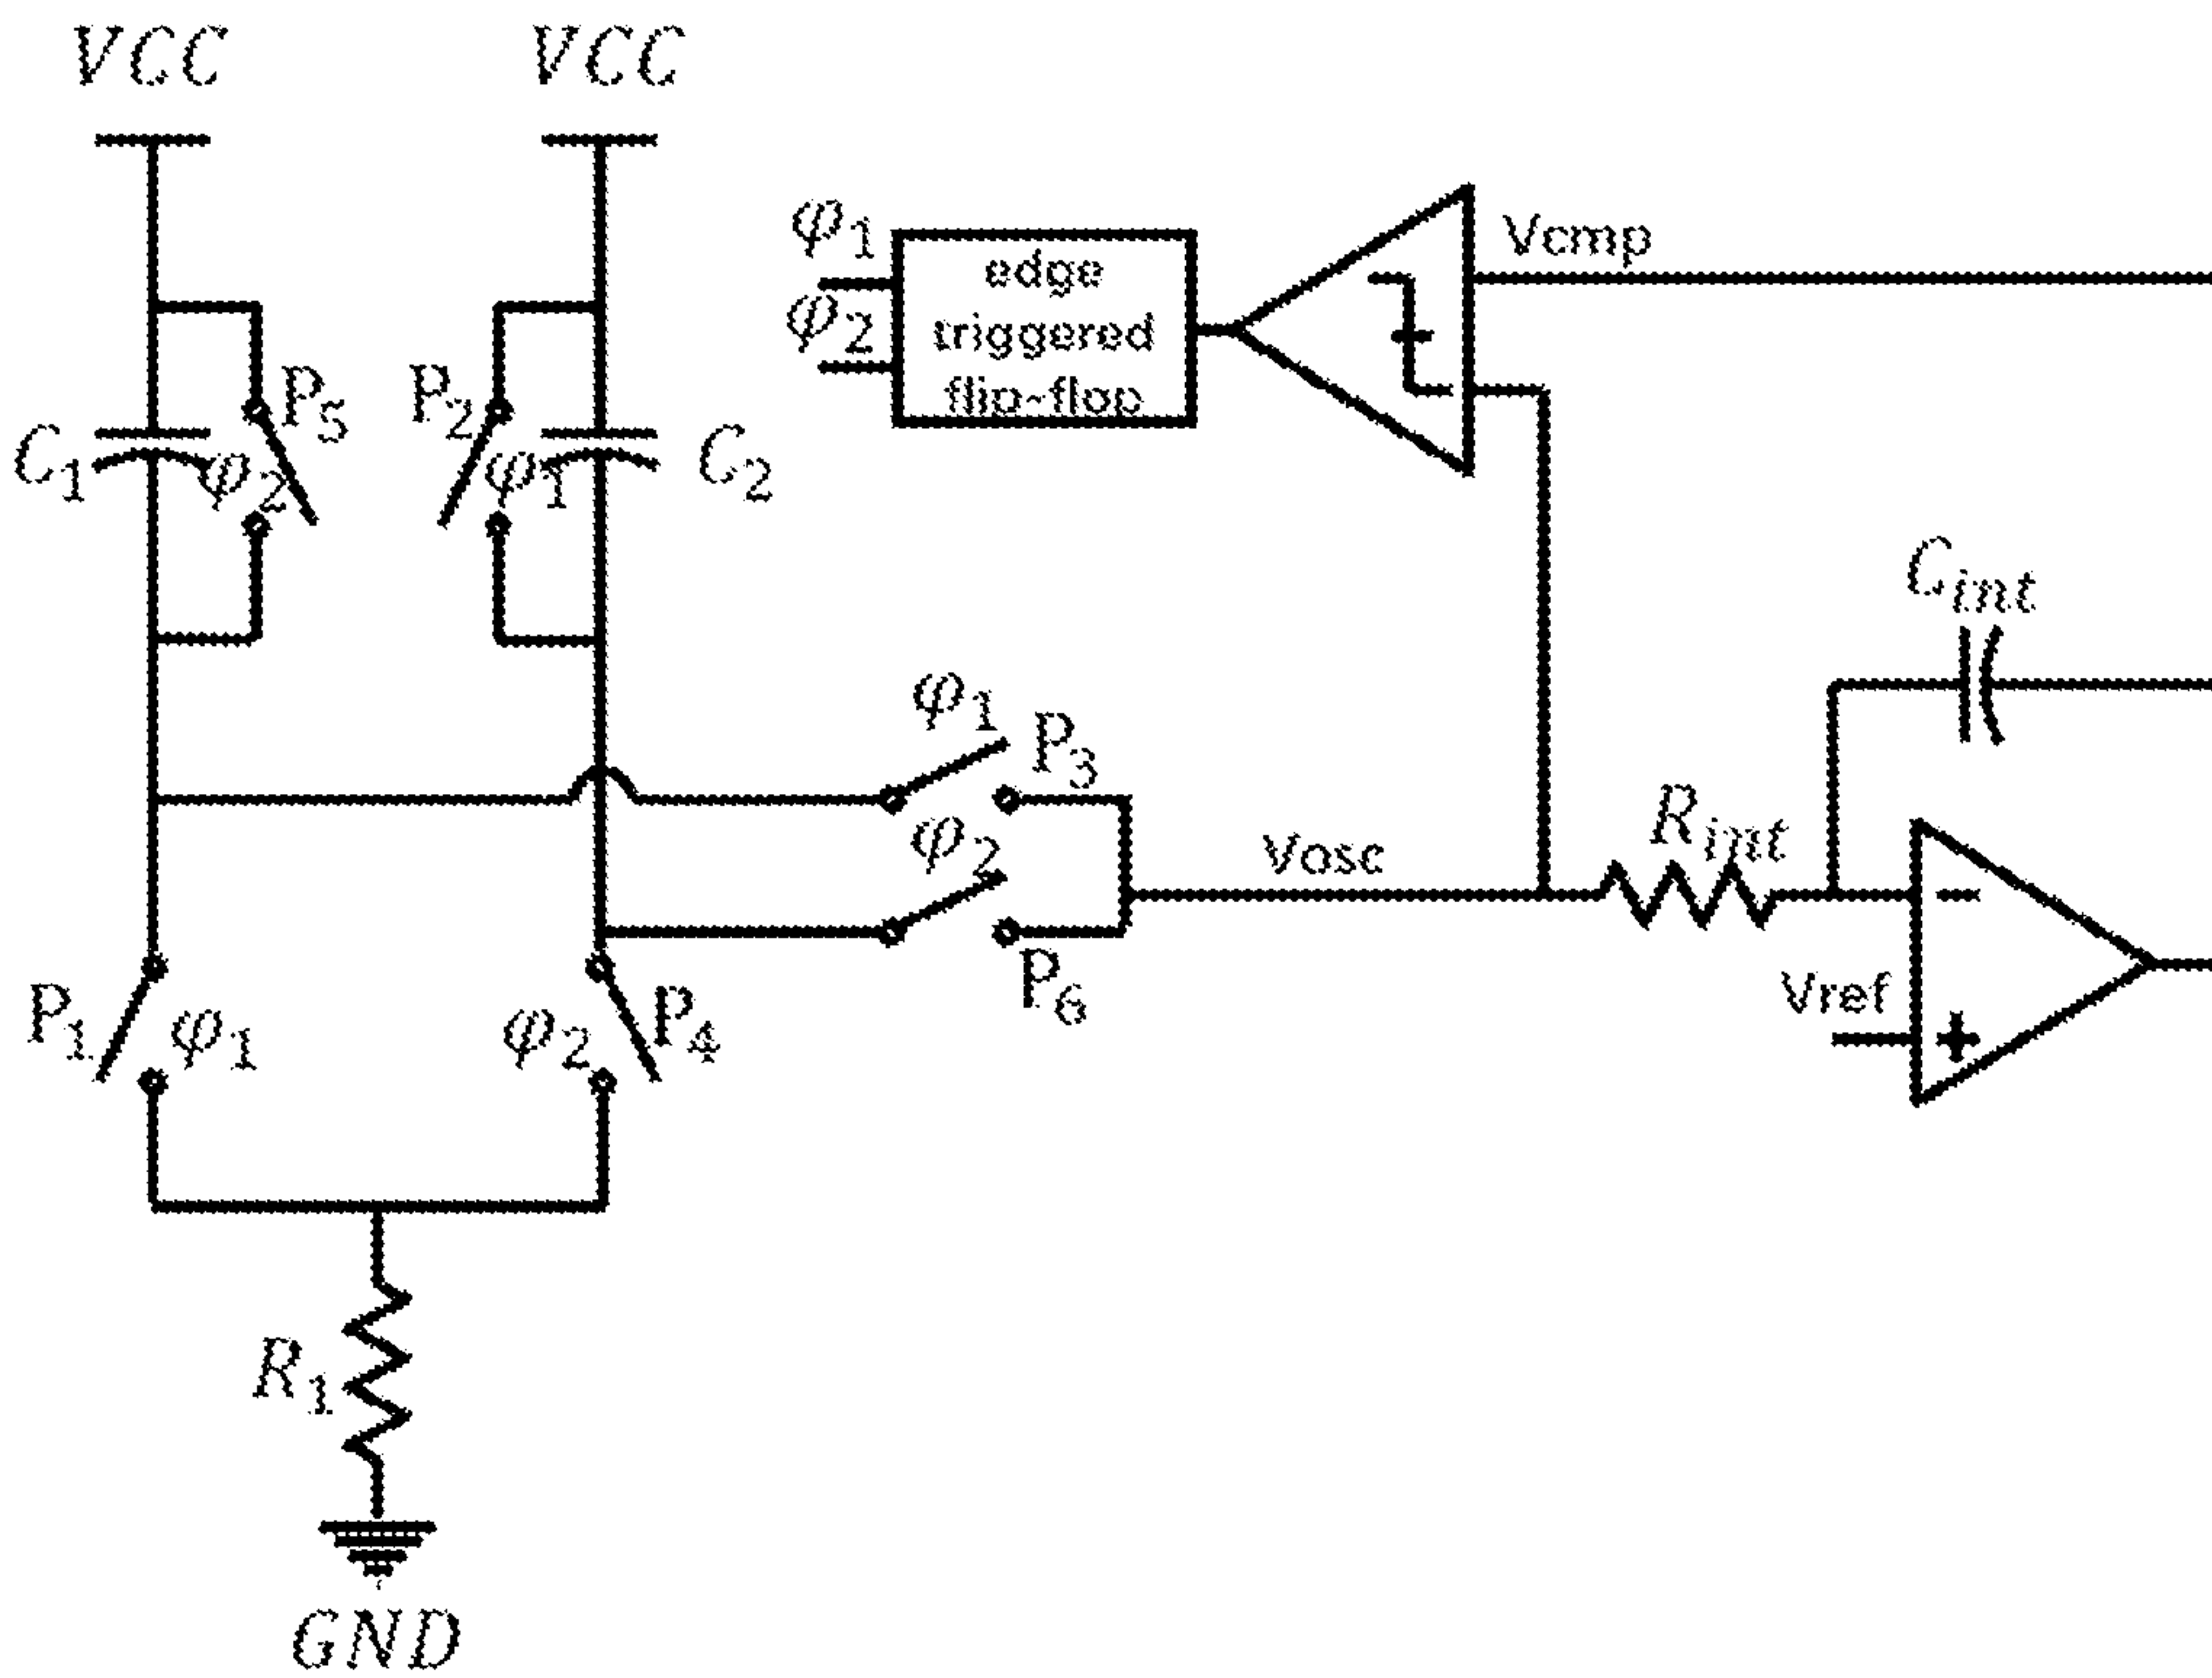 VCC
VCC
φ1
φ2
edge
triggered
flip-flop
Vcmp
P5
P2
C1
φ2
φ1
C2
Cint
φ1
P3
φ2
P6
Vosc
Rint
-
Vref
+
P1
φ1
φ2
P4
R1
GND